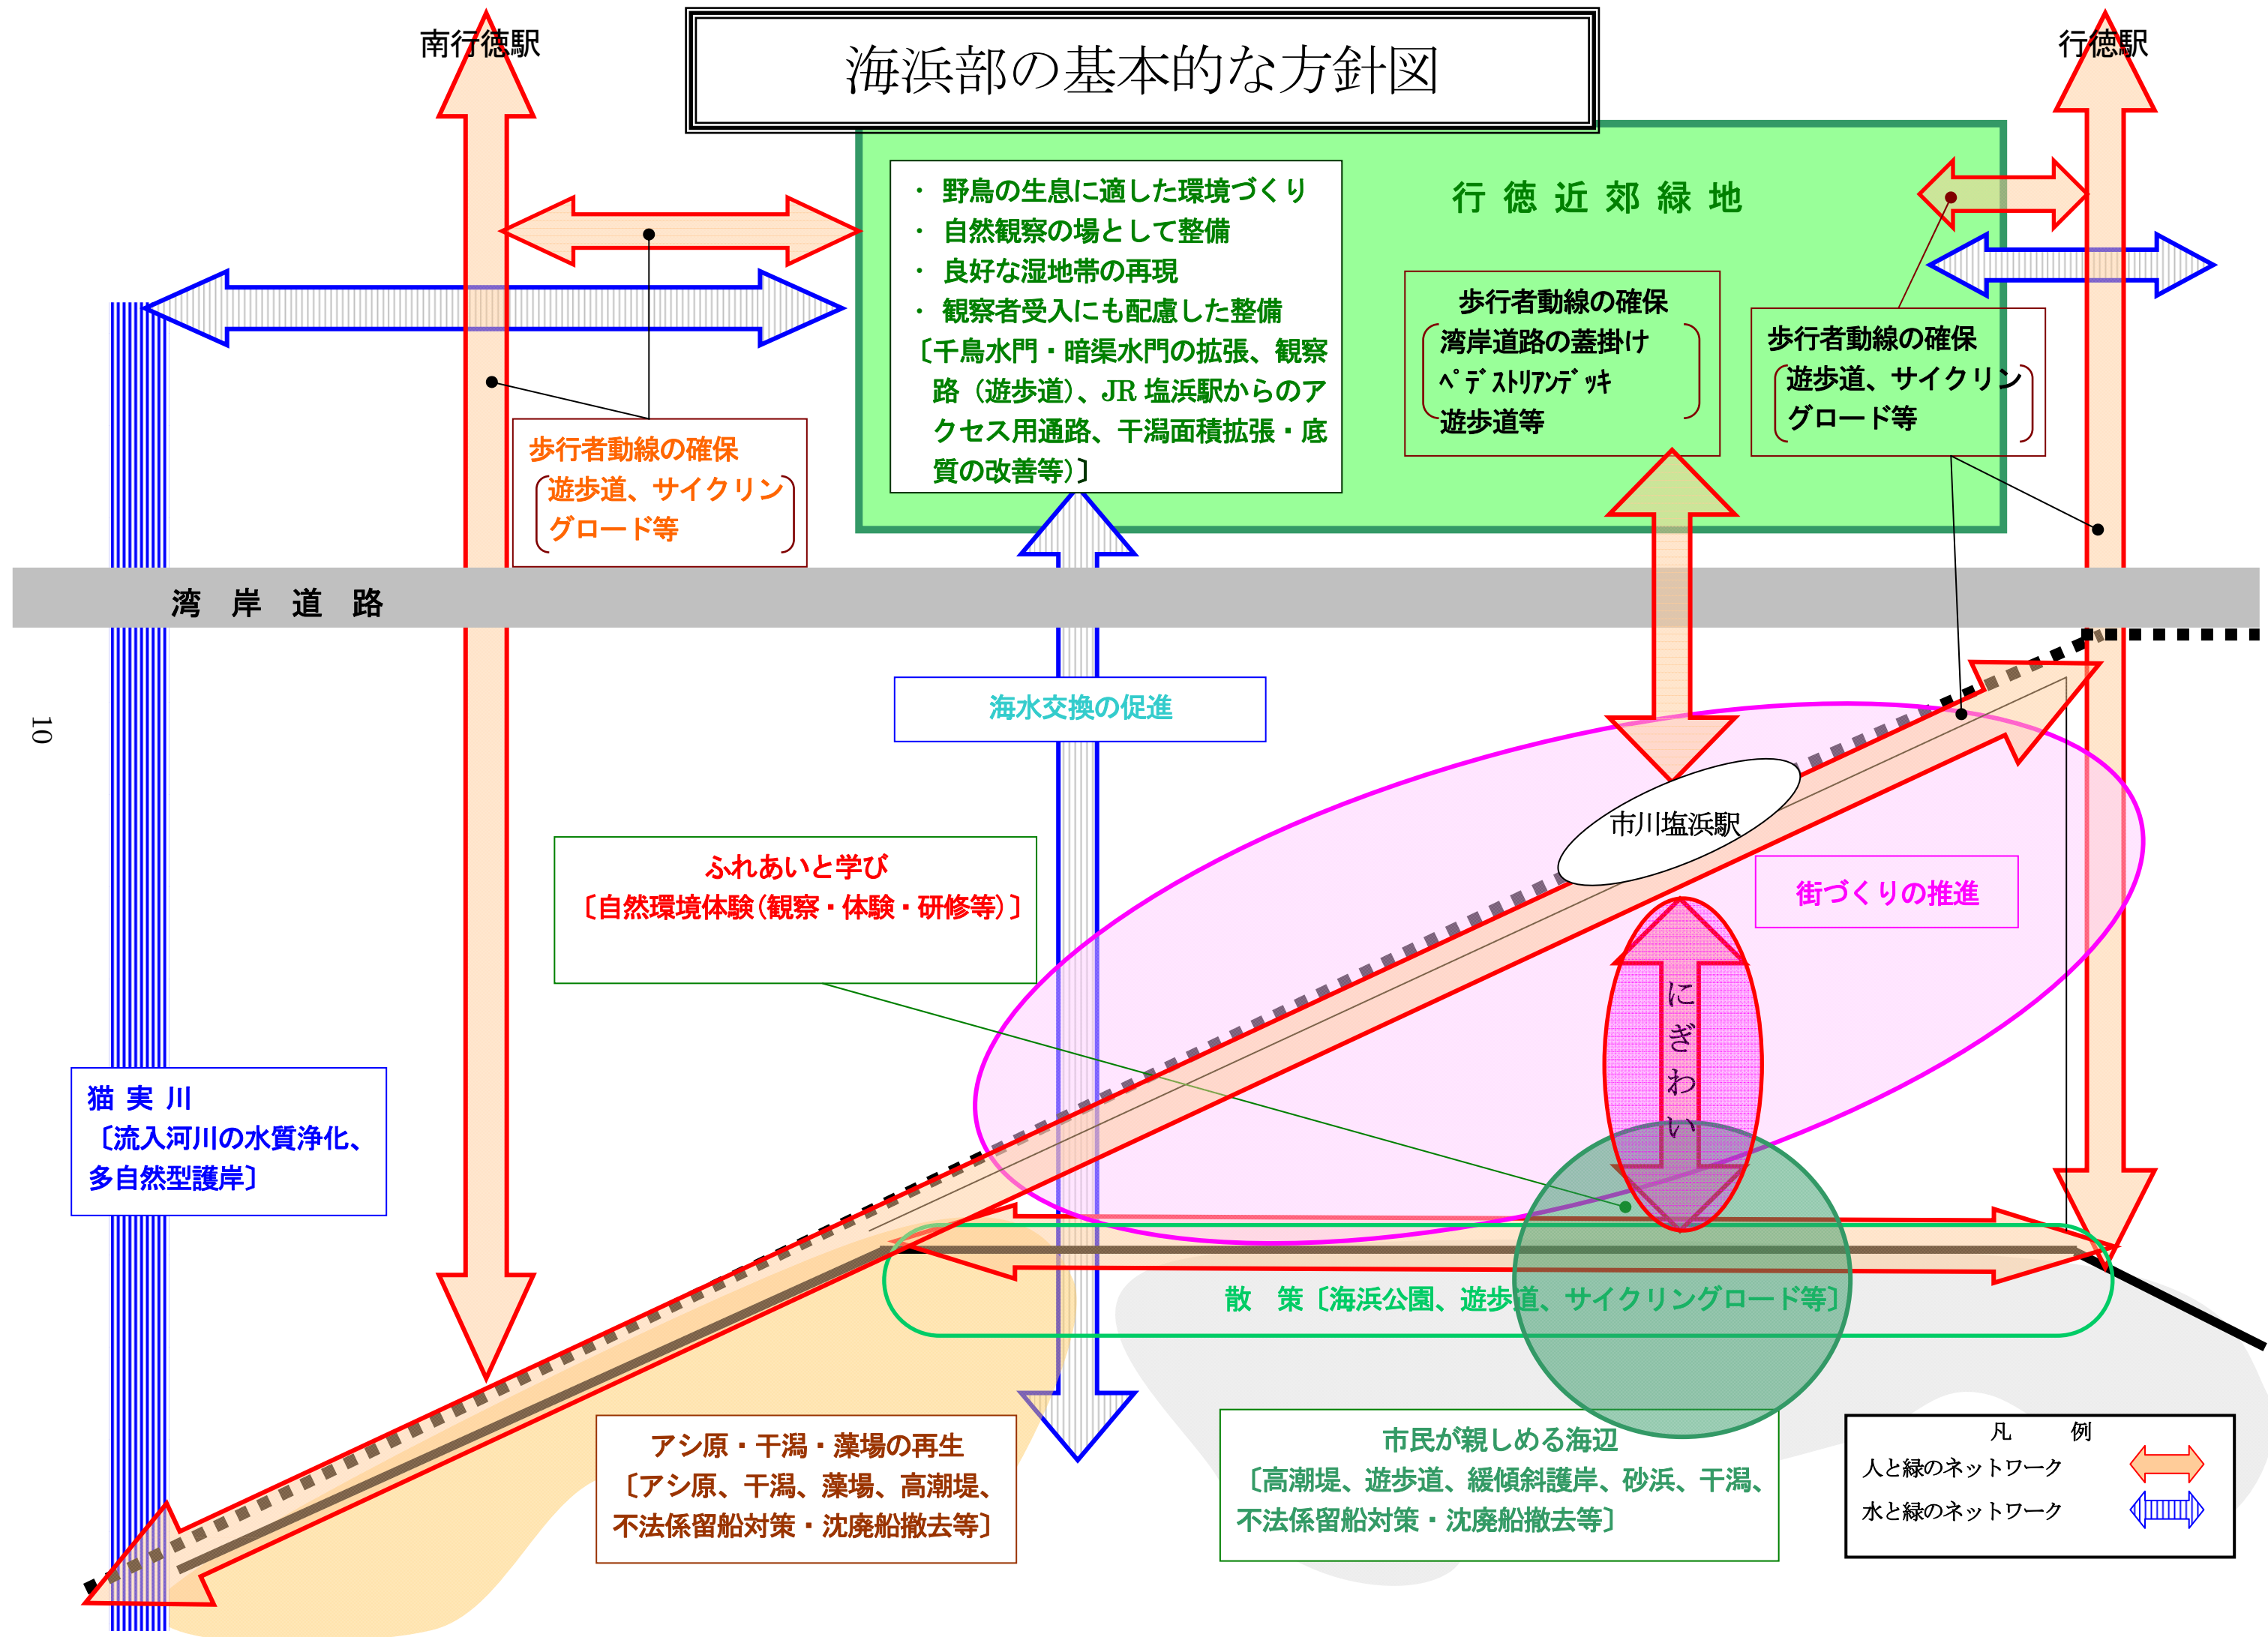 南行徳駅
海浜部の基本的な方針図
行徳駅
・ 野鳥の生息に適した環境づくり
・ 自然観察の場として整備
・ 良好な湿地帯の再現
・ 観察者受入にも配慮した整備
〔千鳥水門・暗渠水門の拡張、観察
路（遊歩道）、JR 塩浜駅からのア
クセス用通路、干潟面積拡張・底
質の改善等）〕
行 徳 近 郊 緑 地
歩行者動線の確保
湾岸道路の蓋掛け
ﾍﾟﾃﾞｽﾄﾘｱﾝﾃﾞｯｷ
遊歩道等
歩行者動線の確保
遊歩道、サイクリン
グロード等
歩行者動線の確保
遊歩道、サイクリン
グロード等
湾 岸 道 路
10
海水交換の促進
市川塩浜駅
ふれあいと学び
〔自然環境体験（観察・体験・研修等）〕
街づくりの推進
にぎわい
猫 実 川
〔流入河川の水質浄化、
多自然型護岸〕
散 策〔海浜公園、遊歩道、サイクリングロード等〕
アシ原・干潟・藻場の再生
〔アシ原、干潟、藻場、高潮堤、
不法係留船対策・沈廃船撤去等〕
市民が親しめる海辺
〔高潮堤、遊歩道、緩傾斜護岸、砂浜、干潟、
不法係留船対策・沈廃船撤去等〕
凡 例
人と緑のネットワーク
水と緑のネットワーク